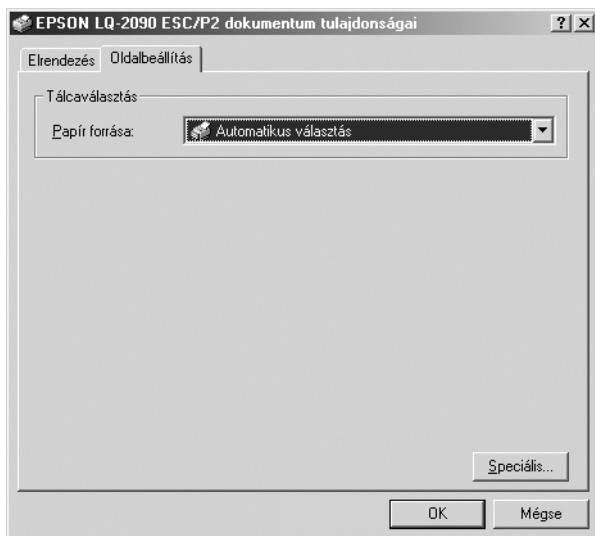 EPSON LQ-2090 ESC/P2 dokumentum tulajdonságai
Elrendezés Oldalbeállítás
Tálcaválasztás
Papír forrása: Automatikus választás
Speciális...
OK Mégse